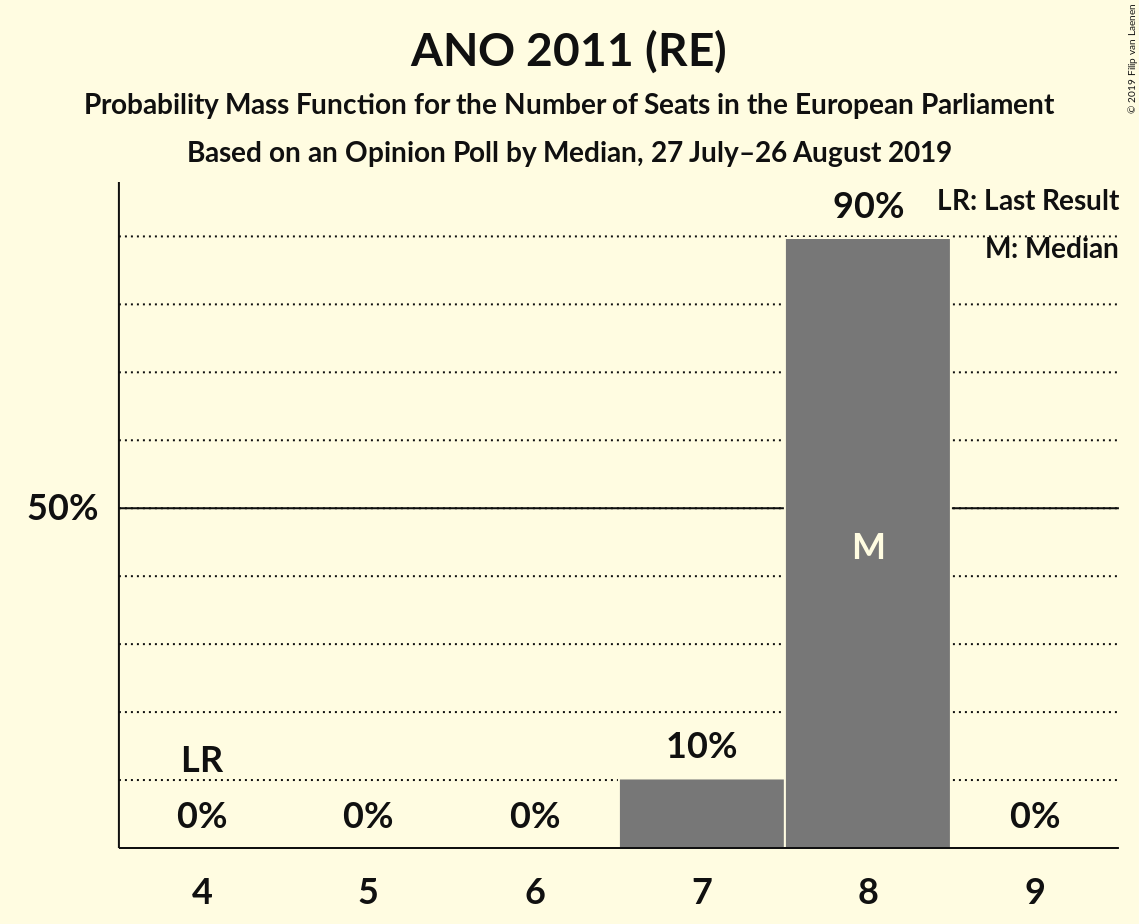 ANO 2011 (RE)
Probability Mass Function for the Number of Seats in the European Parliament
Based on an Opinion Poll by Median, 27 July–26 August 2019
© 2019 Filip van Laenen
LR: Last Result
M: Median
90%
50%
M
10%
LR
0%
0%
0%
0%
4
5
6
7
8
9